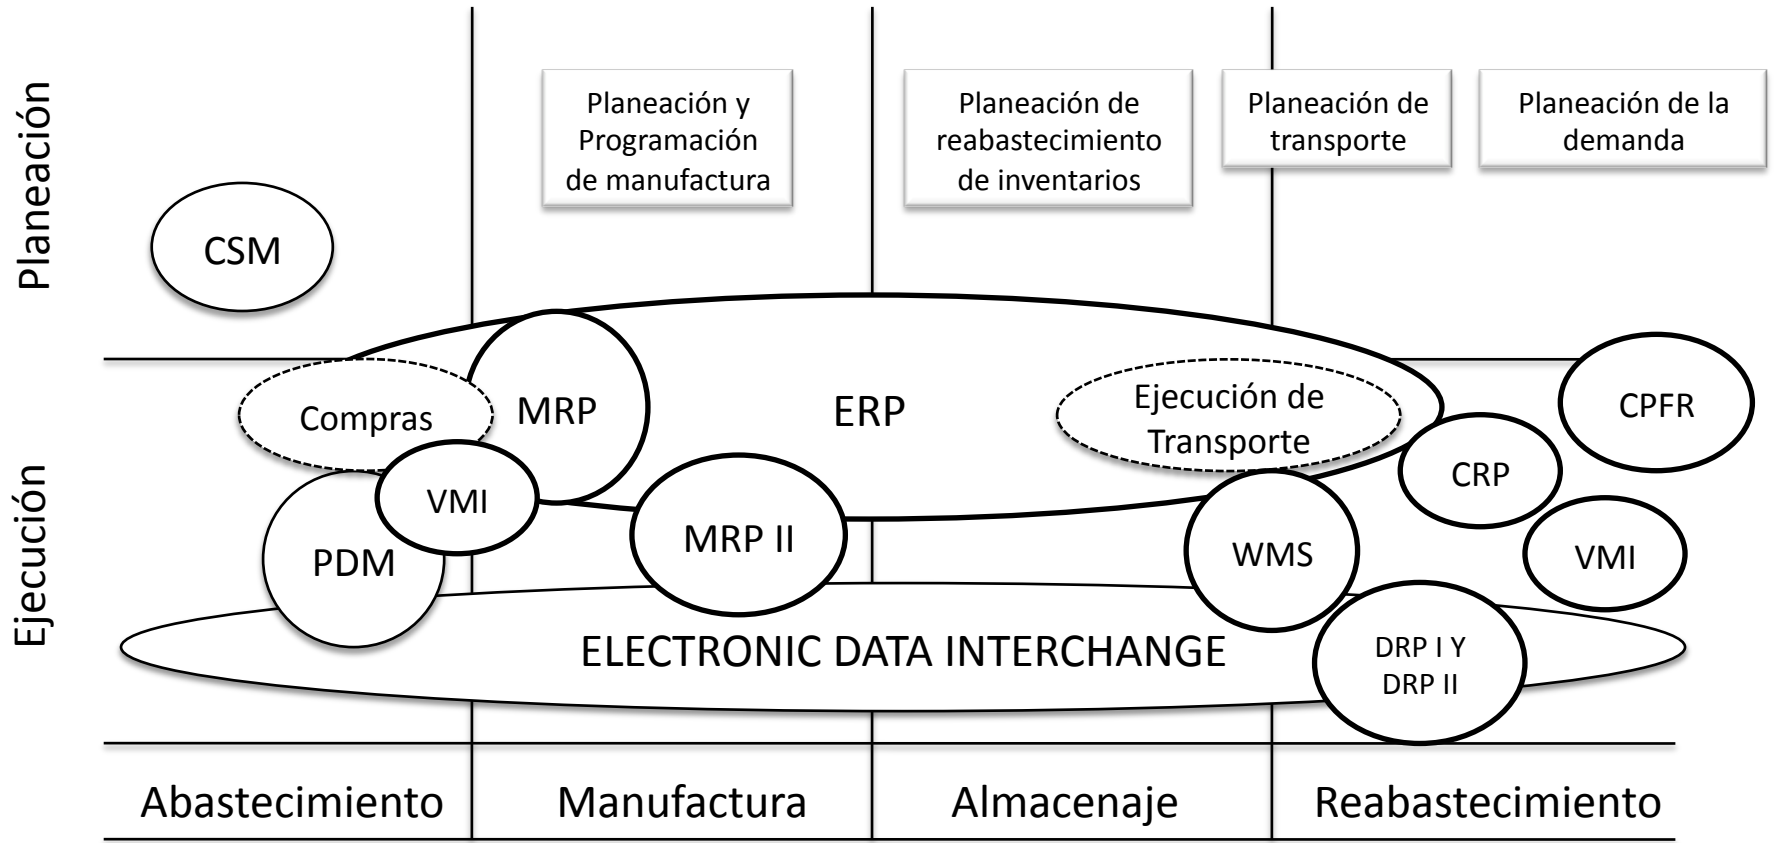 Planeación
Planeación y
Programación
de manufactura
Planeación de
reabastecimiento
de inventarios
Planeación de
transporte
Planeación de la
demanda
CSM
Ejecución
Compras
MRP
ERP
Ejecución de
Transporte
CPFR
CRP
VMI
MRP II
PDM
WMS
VMI
ELECTRONIC DATA INTERCHANGE
DRP I Y
DRP II
Abastecimiento
Manufactura
Almacenaje
Reabastecimiento